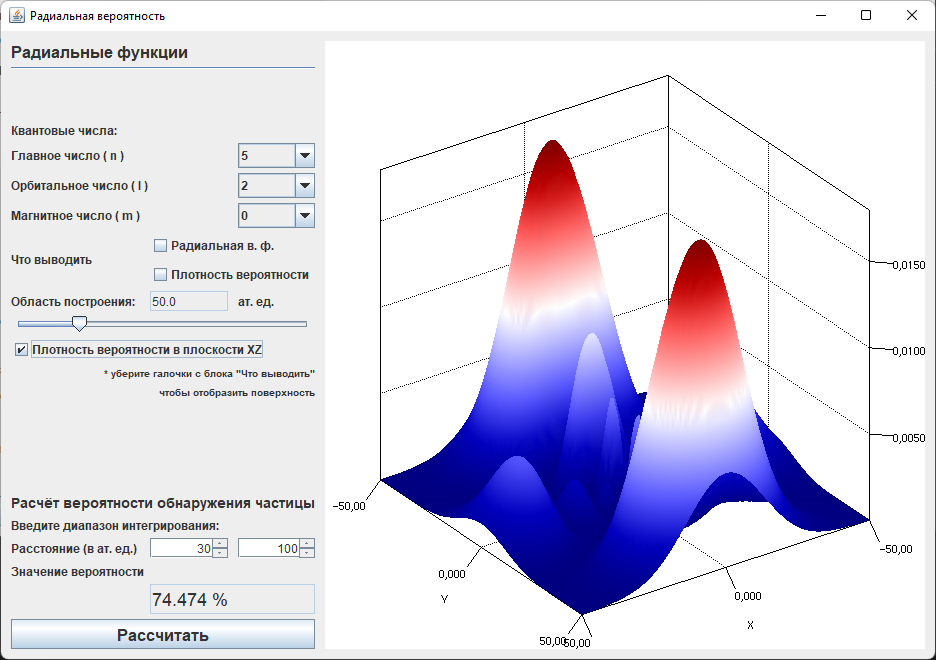 Радиальная вероятность
Радиальные функции
Квантовые числа:
Главное число ( n ) 5
Орбитальное число ( l ) 2
Магнитное число ( m ) 0
Что выводить
Радиальная в. ф.
Плотность вероятности
Область построения: 50.0 ат. ед.
Плотность вероятности в плоскости XZ
* уберите галочки с блока "Что выводить"
чтобы отобразить поверхность
Расчёт вероятности обнаружения частицы
Введите диапазон интегрирования:
Расстояние (в ат. ед.) 30 100
Значение вероятности
74.474 %
Рассчитать
0,0150
0,0100
0,0050
−50,00
0,000
Y
50,00
50,00
0,000
X
−50,00